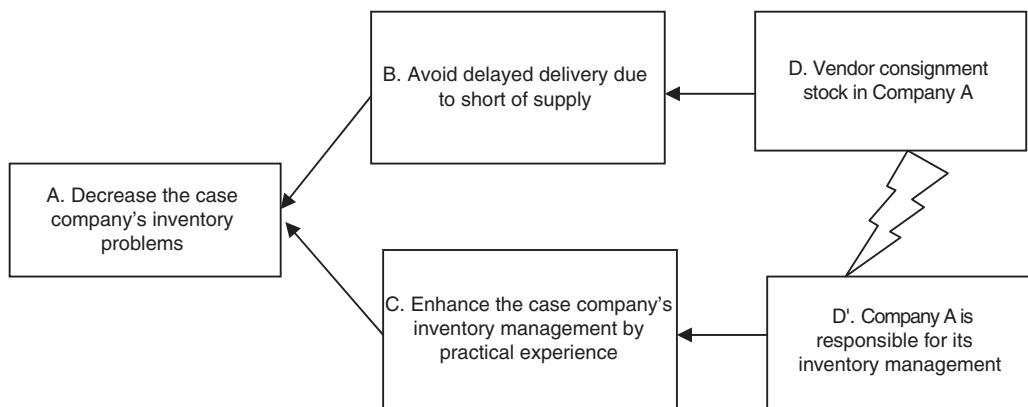 B. Avoid delayed delivery due
to short of supply
D. Vendor consignment
stock in Company A
A. Decrease the case
company’s inventory
problems
C. Enhance the case company’s
inventory management by
practical experience
D'. Company A is
responsible for its
inventory management